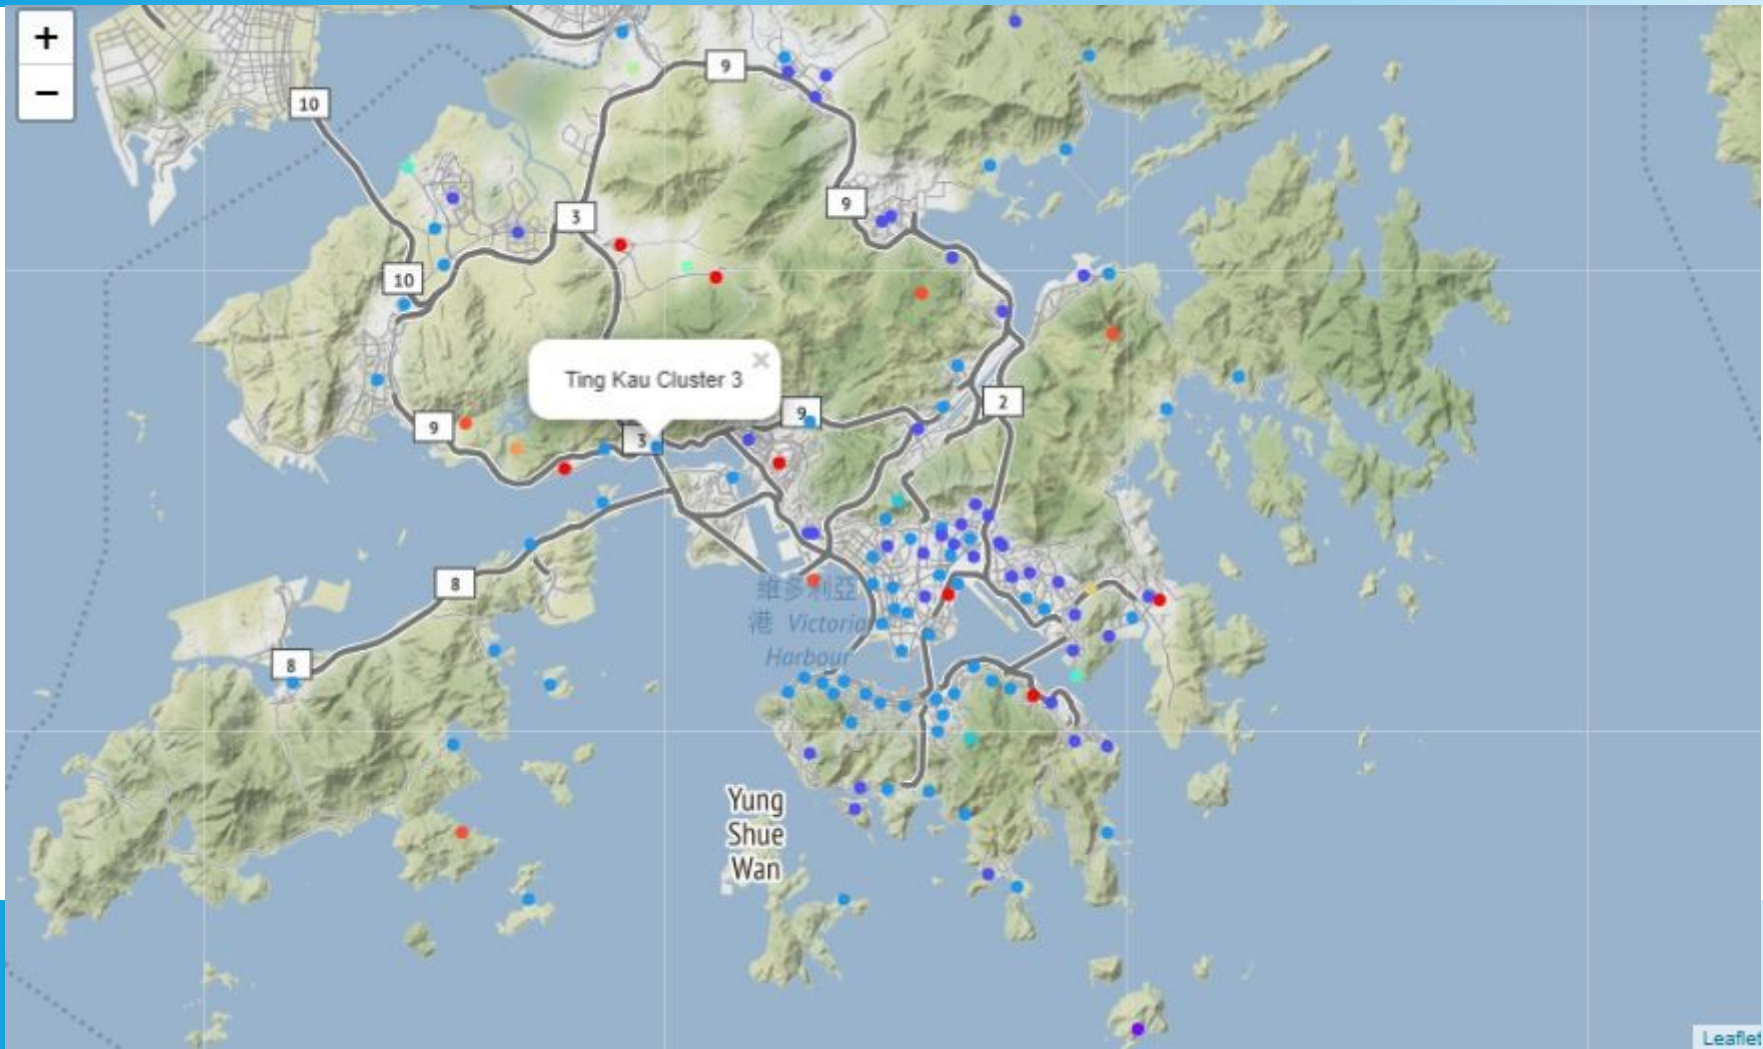 +
−
9
10
9
3
10
Ting Kau Cluster 3
×
2
9
9
3
8
維多利亞
港 Victoria
Harbour
8
Yung
Shue
Wan
Leaflet